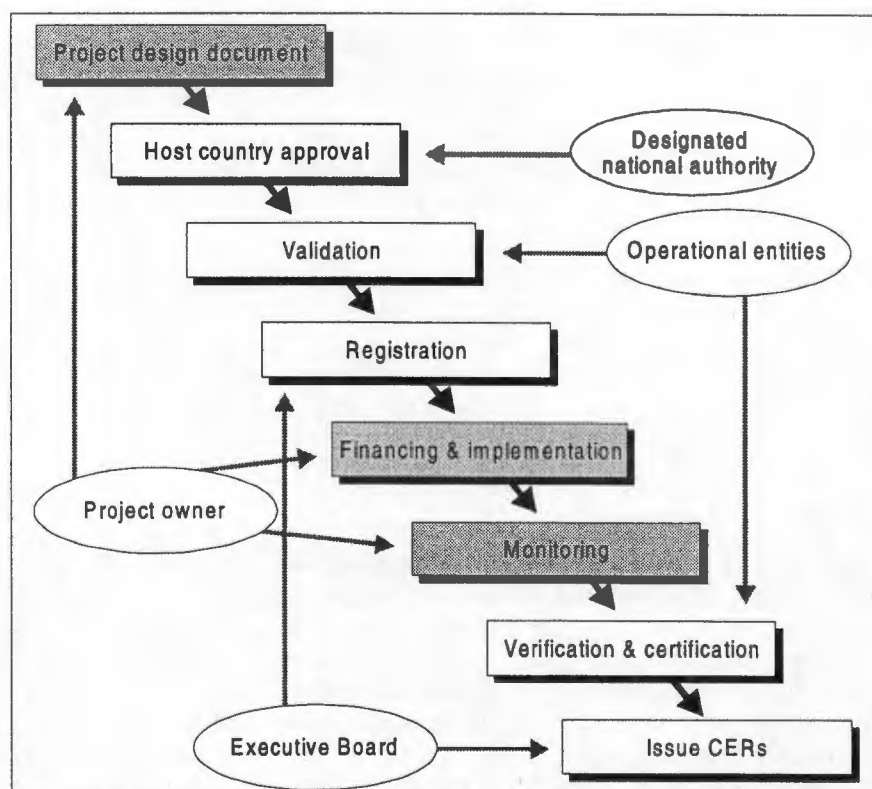 Project design document
Host country approval
Designated
national authority
Validation
Operational entities
Registration
Financing & implementation
Project owner
Monitoring
Verification & certification
Executive Board
Issue CERs